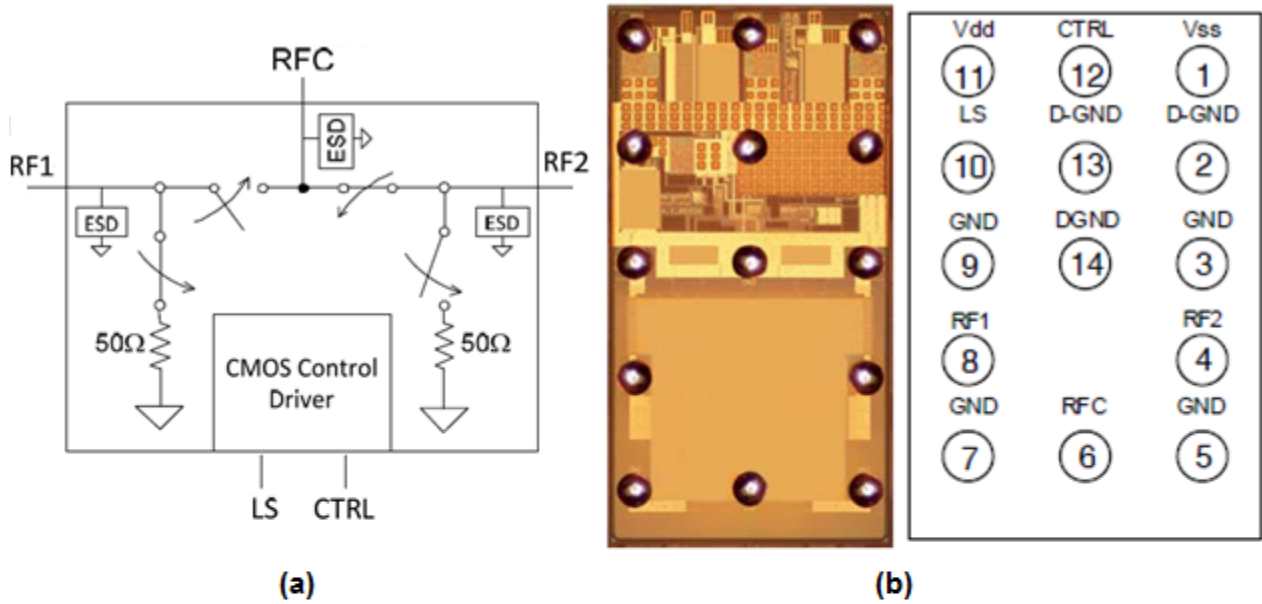 RFC
RF1
ESD
RF2
ESD
ESD
50Ω
50Ω
CMOS Control
Driver
LS CTRL
(a)
Vdd CTRL Vss
11 12 1
LS D-GND D-GND
10 13 2
GND DGND GND
9 14 3
RF1 RF2
8 4
GND RFC GND
7 6 5
(b)